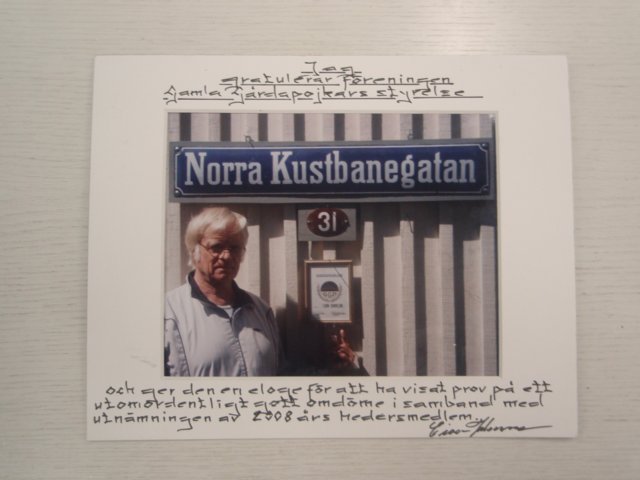 Jag
gratulerar föreningen
Gamla Gårdapojkars styrelse
Norra Kustbanegatan
31
och ger den en eloge för att ha visat prov på ett
utomordentligt gott omdöme i samband med
utnämningen av 2008 års Hedersmedlem.